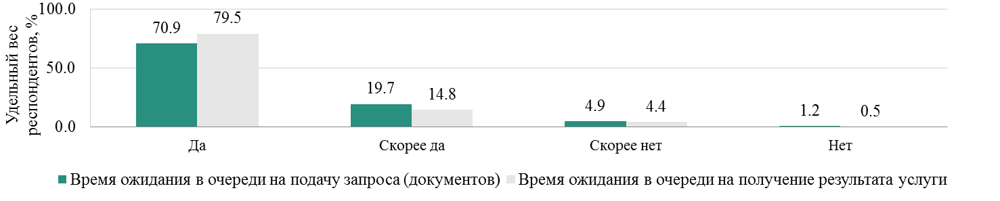 Удельный вес
респондентов, %
100.0
50.0
0.0
70.9 79.5
19.7 14.8
4.9 4.4
1.2 0.5
Да Скорее да Скорее нет Нет
Время ожидания в очереди на подачу запроса (документов) Время ожидания в очереди на получение результата услуги